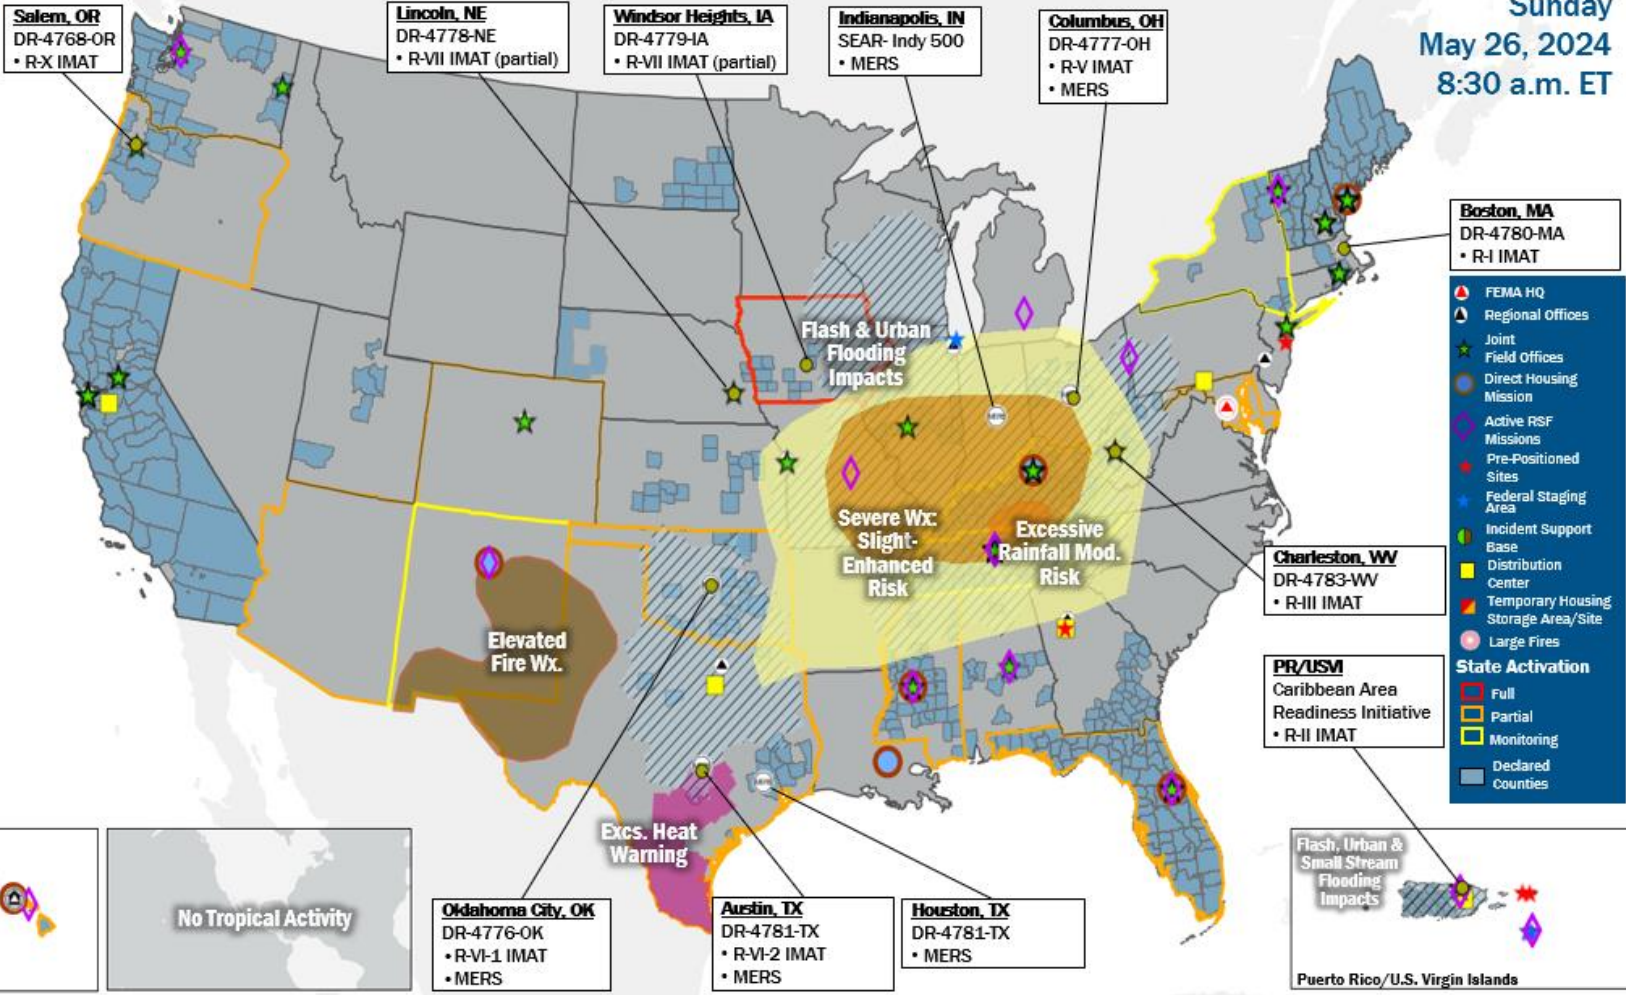 Sunday
May 26, 2024
8:30 a.m. ET
Salem, OR
DR-4768-OR
• R-X IMAT
Lincoln, NE
DR-4778-NE
• R-VII IMAT (partial)
Windsor Heights, IA
DR-4779-IA
• R-VII IMAT (partial)
Indianapolis, IN
SEAR- Indy 500
• MERS
Columbus, OH
DR-4777-OH
• R-V IMAT
• MERS
Boston, MA
DR-4780-MA
• R-I IMAT
FEMA HQ
Regional Offices
Joint
Field Offices
Direct Housing
Mission
Active RSF
Missions
Pre-Positioned
Sites
Federal Staging
Area
Incident Support
Base
Distribution
Center
Temporary Housing
Storage Area/Site
Large Fires
State Activation
Full
Partial
Monitoring
Declared
Counties
Flash & Urban
Flooding
Impacts
Severe Wx:
Slight-
Enhanced
Risk
Excessive
Rainfall Mod.
Risk
Elevated
Fire Wx.
Excs. Heat
Warning
Charleston, WV
DR-4783-WV
• R-III IMAT
PR/USVI
Caribbean Area
Readiness Initiative
• R-II IMAT
No Tropical Activity
Oklahoma City, OK
DR-4776-OK
• R-VI-1 IMAT
• MERS
Austin, TX
DR-4781-TX
• R-VI-2 IMAT
• MERS
Houston, TX
DR-4781-TX
• MERS
Flash, Urban &
Small Stream
Flooding
Impacts
Puerto Rico/U.S. Virgin Islands